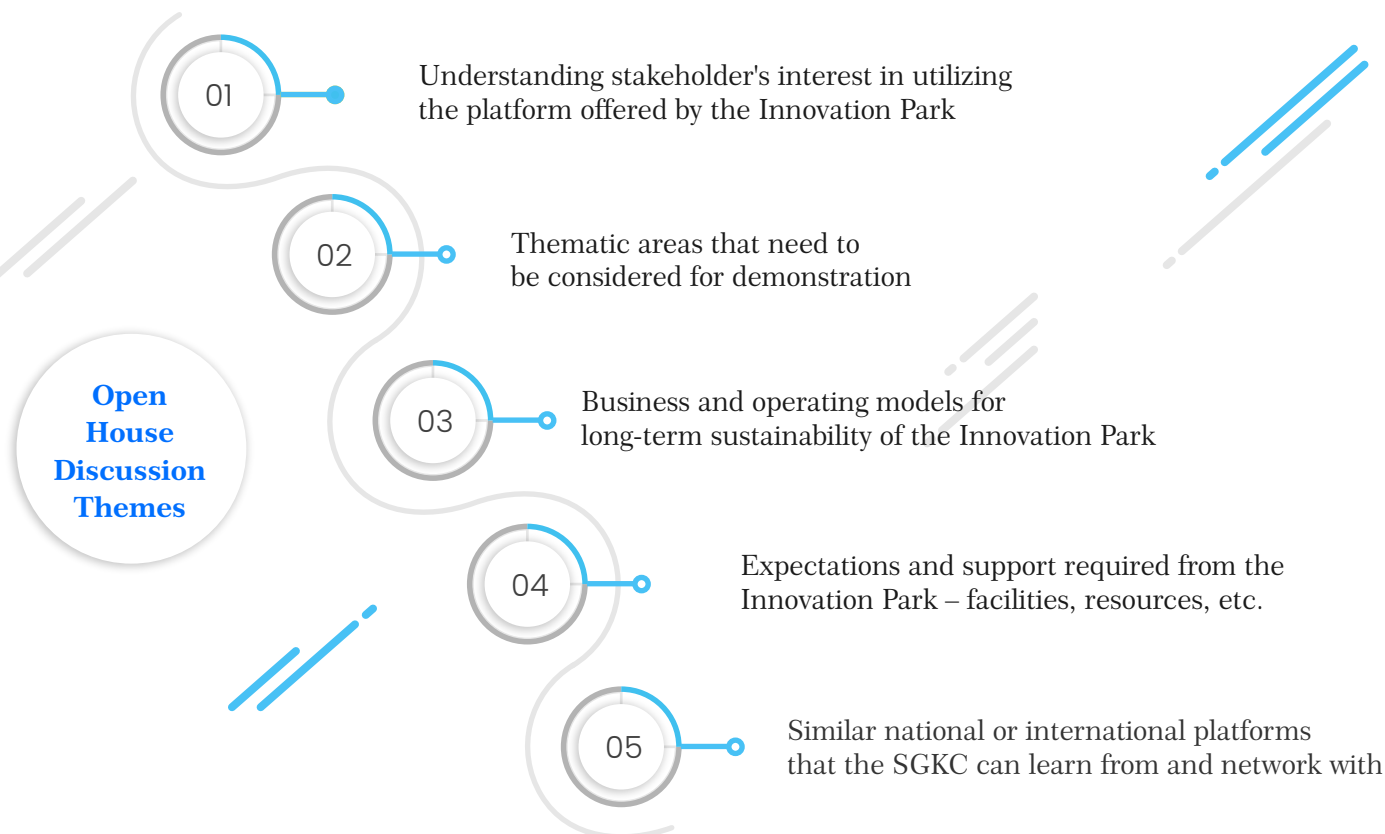 01
Understanding stakeholder's interest in utilizing
the platform offered by the Innovation Park
02
Thematic areas that need to
be considered for demonstration
Open
House
Discussion
Themes
03
Business and operating models for
long-term sustainability of the Innovation Park
04
Expectations and support required from the
Innovation Park – facilities, resources, etc.
05
Similar national or international platforms
that the SGKC can learn from and network with